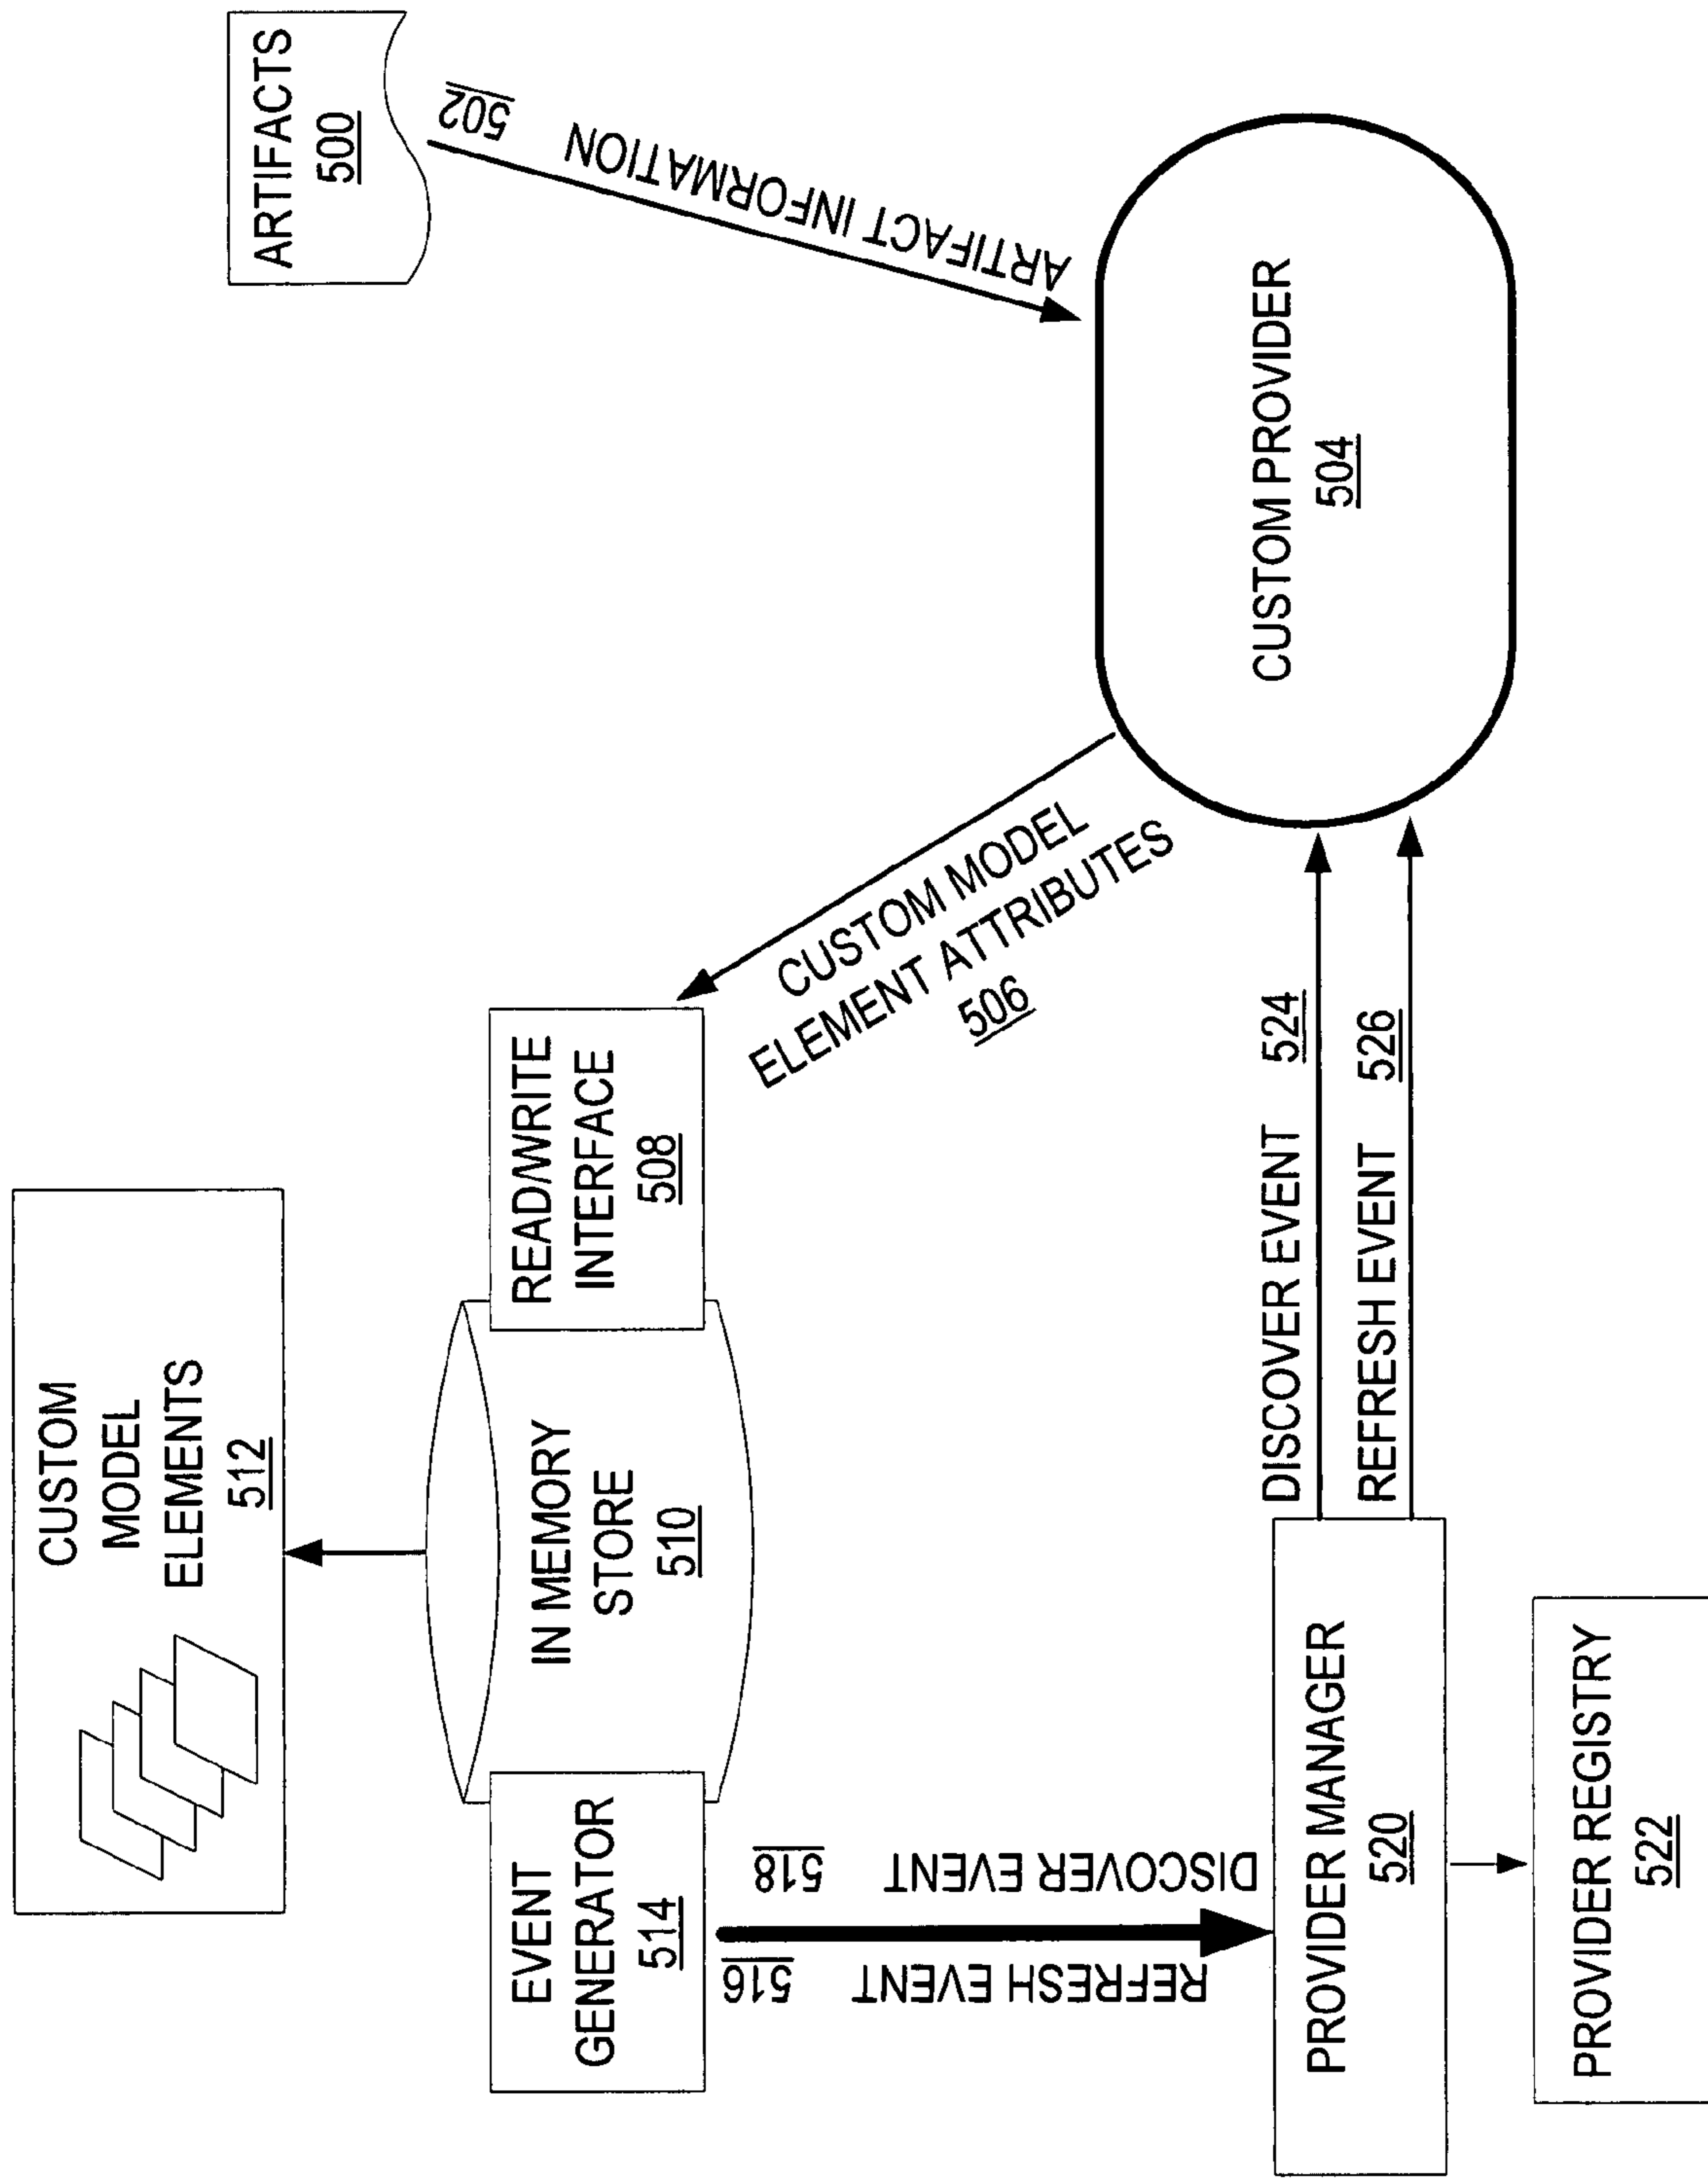 CUSTOM
MODEL
ELEMENTS
512
ARTIFACTS
500
EVENT
GENERATOR
514
IN MEMORY
STORE
510
READ/WRITE
INTERFACE
508
ARTIFACT INFORMATION 502
CUSTOM MODEL
ELEMENT ATTRIBUTES
506
REFRESH EVENT 516
DISCOVER EVENT 518
CUSTOM PROVIDER
504
PROVIDER MANAGER
520
DISCOVER EVENT 524
REFRESH EVENT 526
PROVIDER REGISTRY
522